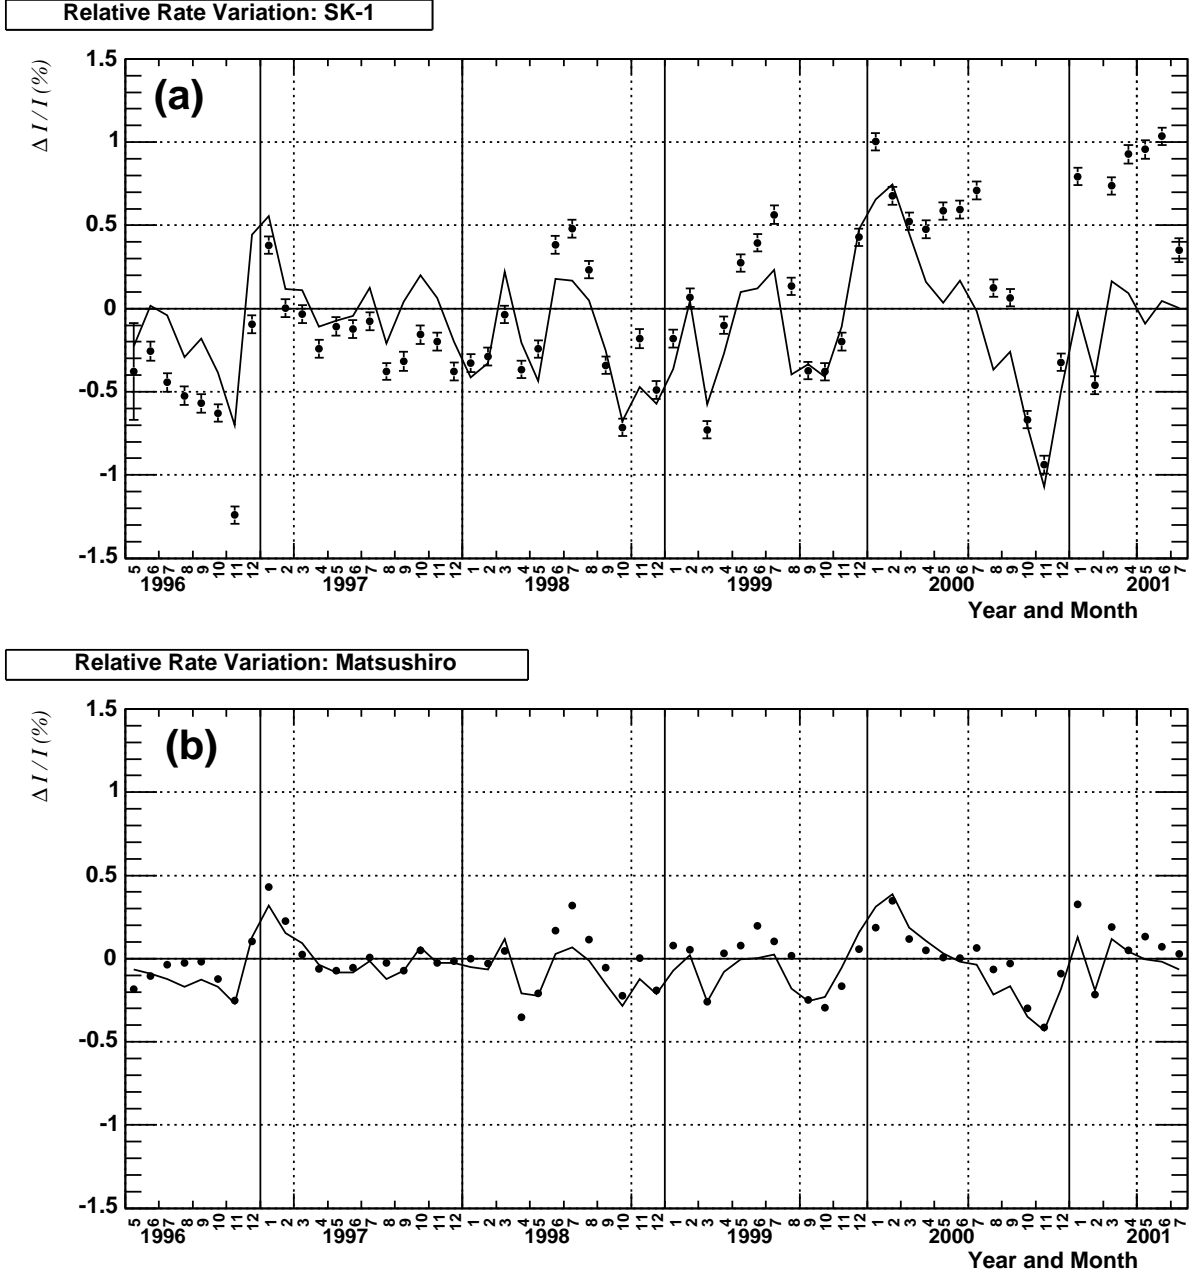 Relative Rate Variation: SK-1
Δ I / I (%)
(a)
1.5
1
0.5
0
-0.5
-1
-1.5
5 6 7 8 9 10 11 12 1 2 3 4 5 6 7 8 9 10 11 12 1 2 3 4 5 6 7 8 9 10 11 12 1 2 3 4 5 6 7 8 9 10 11 12 1 2 3 4 5 6 7 8 9 10 11 12 1 2 3 4 5 6 7
1996 1997 1998 1999 2000 2001
Year and Month
Relative Rate Variation: Matsushiro
Δ I / I (%)
(b)
1.5
1
0.5
0
-0.5
-1
-1.5
5 6 7 8 9 10 11 12 1 2 3 4 5 6 7 8 9 10 11 12 1 2 3 4 5 6 7 8 9 10 11 12 1 2 3 4 5 6 7 8 9 10 11 12 1 2 3 4 5 6 7 8 9 10 11 12 1 2 3 4 5 6 7
1996 1997 1998 1999 2000 2001
Year and Month